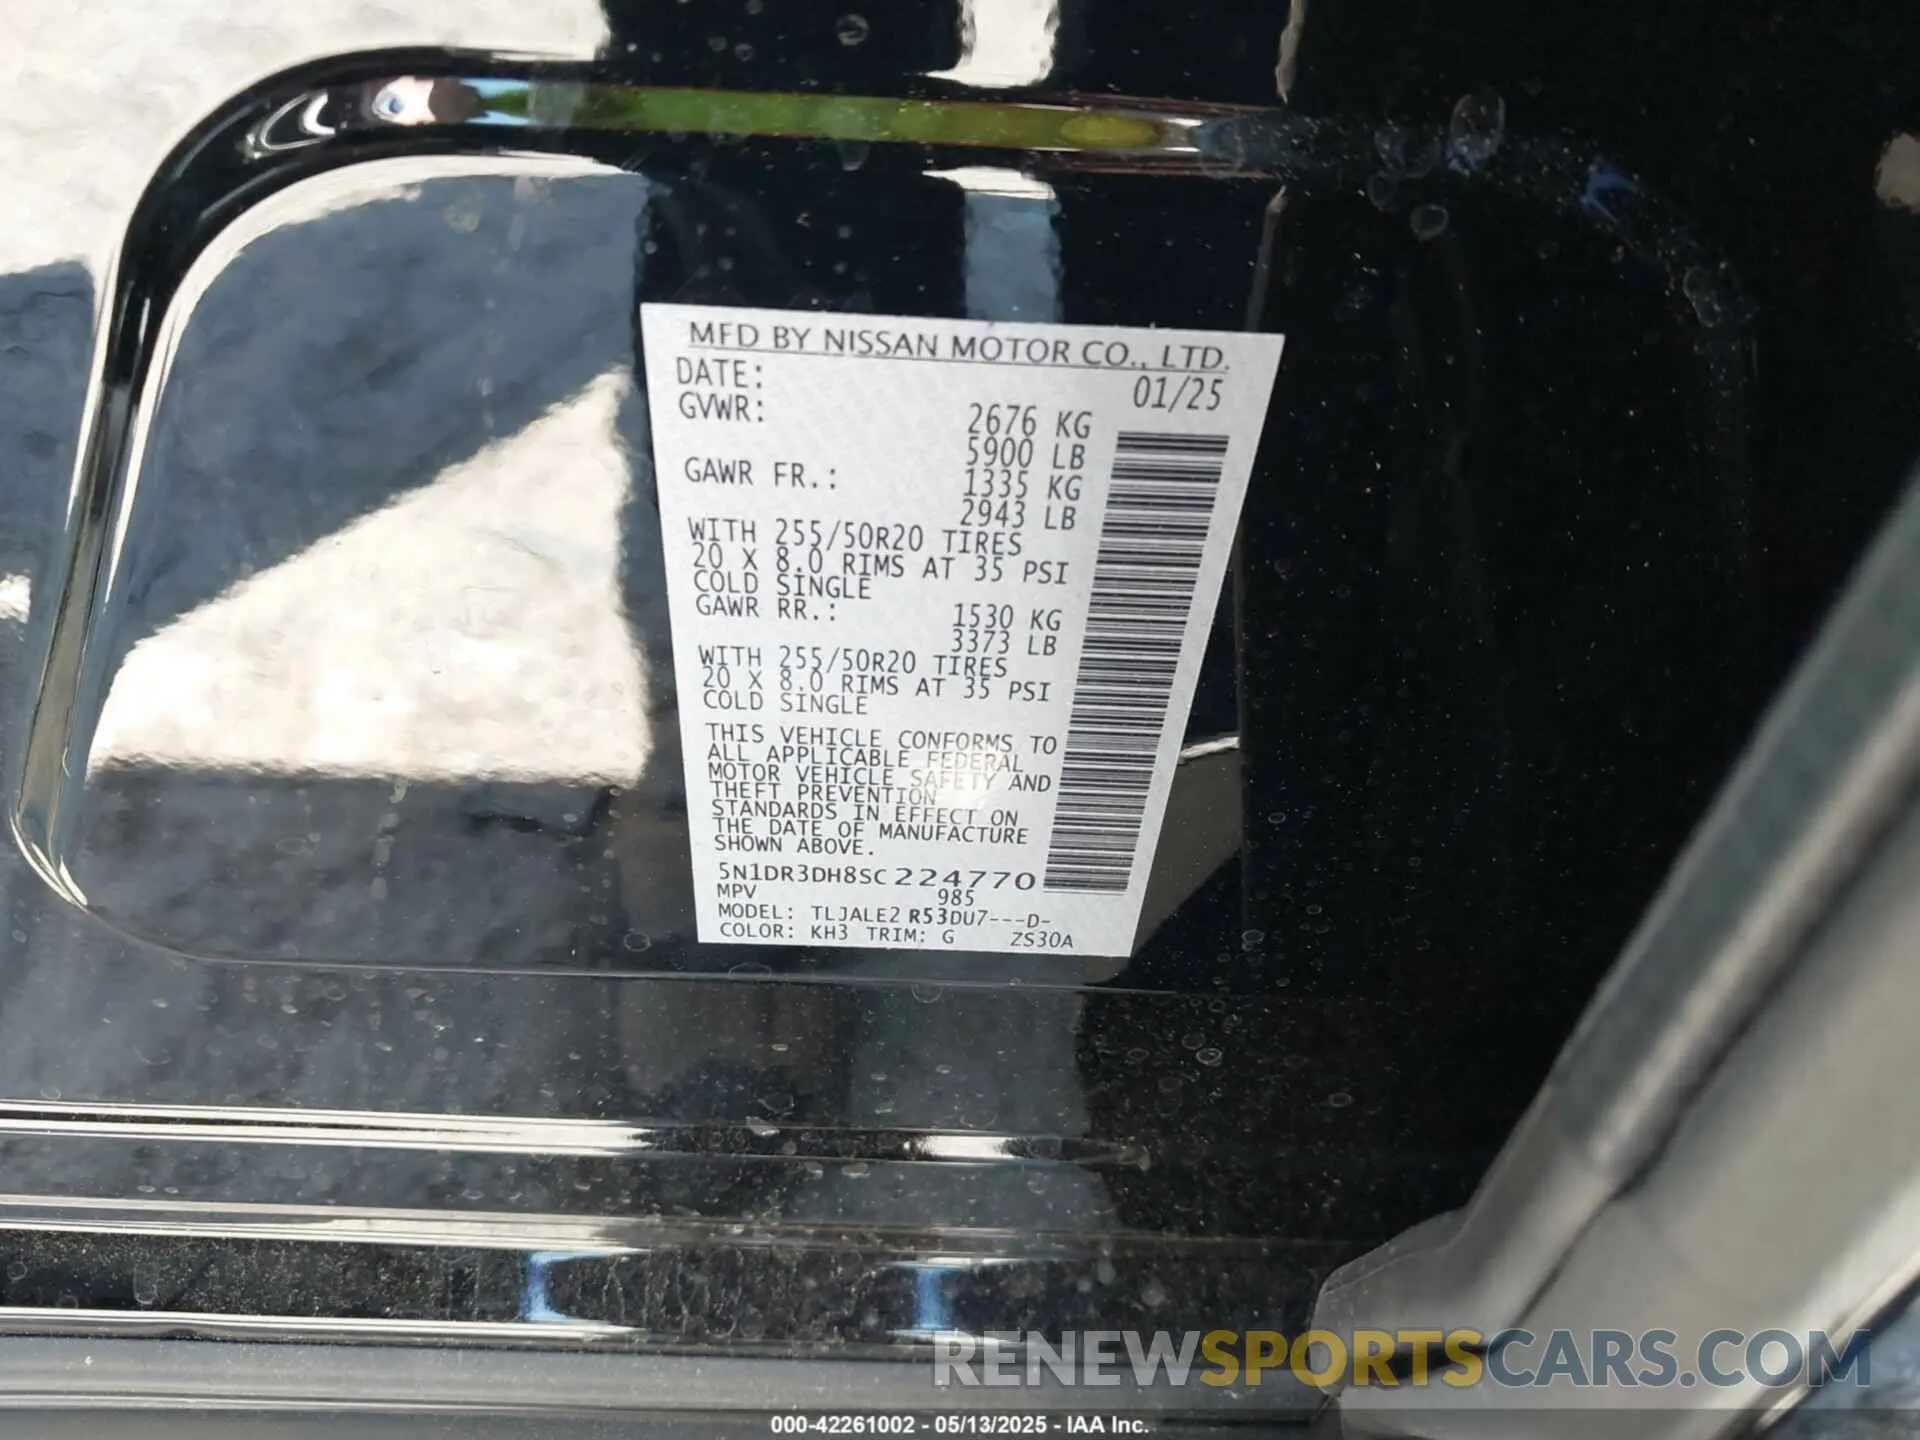 MFD BY NISSAN MOTOR CO., LTD.
DATE: 01/25
GVWR: 2676 KG
5900 LB
GAWR FR.: 1335 KG
2943 LB
WITH 255/50R20 TIRES
20 X 8.0 RIMS AT 35 PSI
COLD SINGLE
GAWR RR.: 1530 KG
3373 LB
WITH 255/50R20 TIRES
20 X 8.0 RIMS AT 35 PSI
COLD SINGLE
THIS VEHICLE CONFORMS TO
ALL APPLICABLE FEDERAL
MOTOR VEHICLE SAFETY AND
THEFT PREVENTION
STANDARDS IN EFFECT ON
THE DATE OF MANUFACTURE
SHOWN ABOVE.
5N1DR3DH8SC224770
MPV 985
MODEL: TLJALE2 R53DU7---D-
COLOR: KH3 TRIM: G ZS30A
RENEWSPORTSCARS.COM
000-42261002 - 05/13/2025 - IAA Inc.